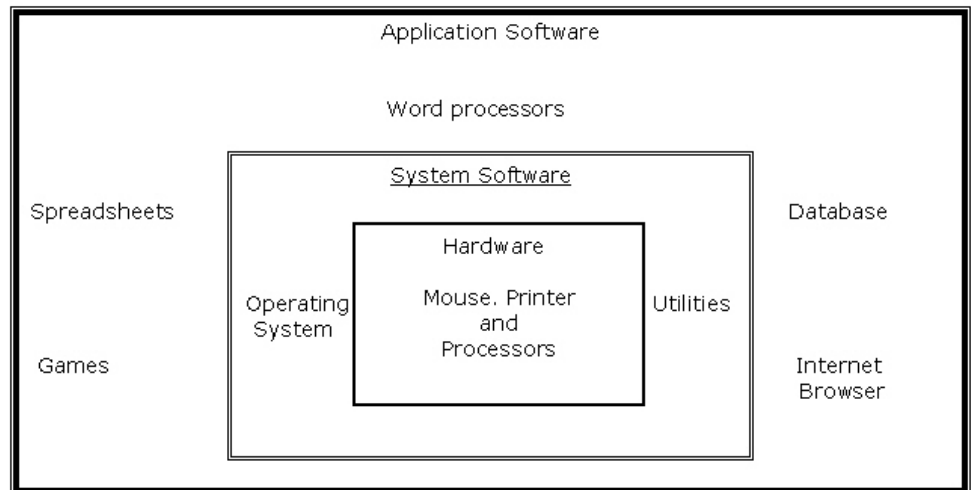 Application Software
Word processors
System Software
Spreadsheets
Database
Hardware
Operating
System
Mouse. Printer
and
Processors
Utilities
Games
Internet
Browser